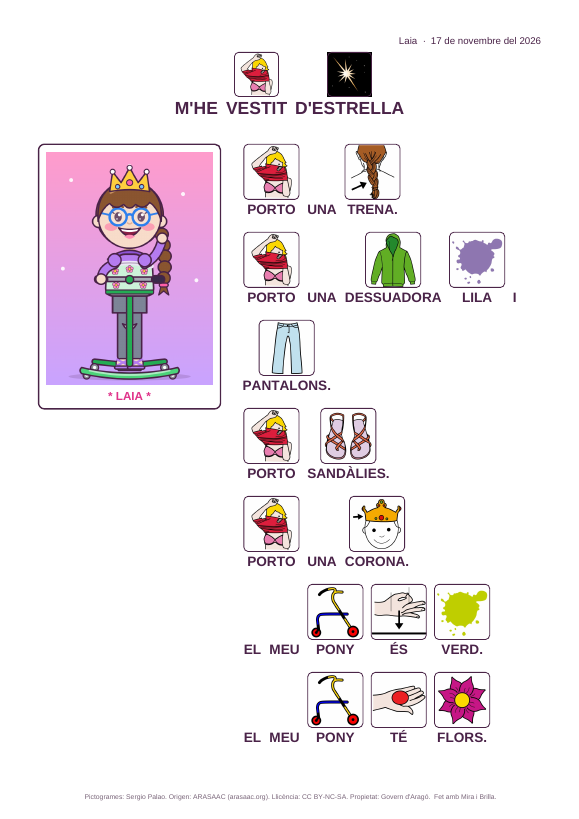 Laia · 17 de novembre del 2026
M'HE VESTIT D'ESTRELLA
* LAIA *
PORTO UNA TRENA.
PORTO UNA DESSUADORA LILA I
PANTALONS.
PORTO SANDÀLIES.
PORTO UNA CORONA.
EL MEU PONY ÉS VERD.
EL MEU PONY TÉ FLORS.
Pictogrames: Sergio Palao. Origen: ARASAAC (arasaac.org). Llicència: CC BY-NC-SA. Propietat: Govern d'Aragó. Fet amb Mira i Brilla.